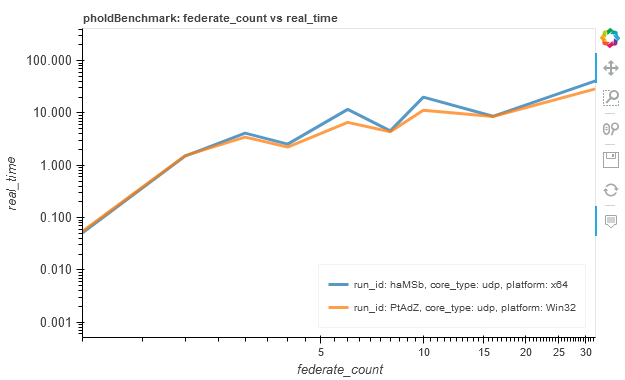 pholdBenchmark: federate_count vs real_time
100.000
10.000
1.000
0.100
0.010
0.001
real_time
run_id: haMSb, core_type: udp, platform: x64
run_id: PtAdZ, core_type: udp, platform: Win32
5 10 15 20 25 30
federate_count